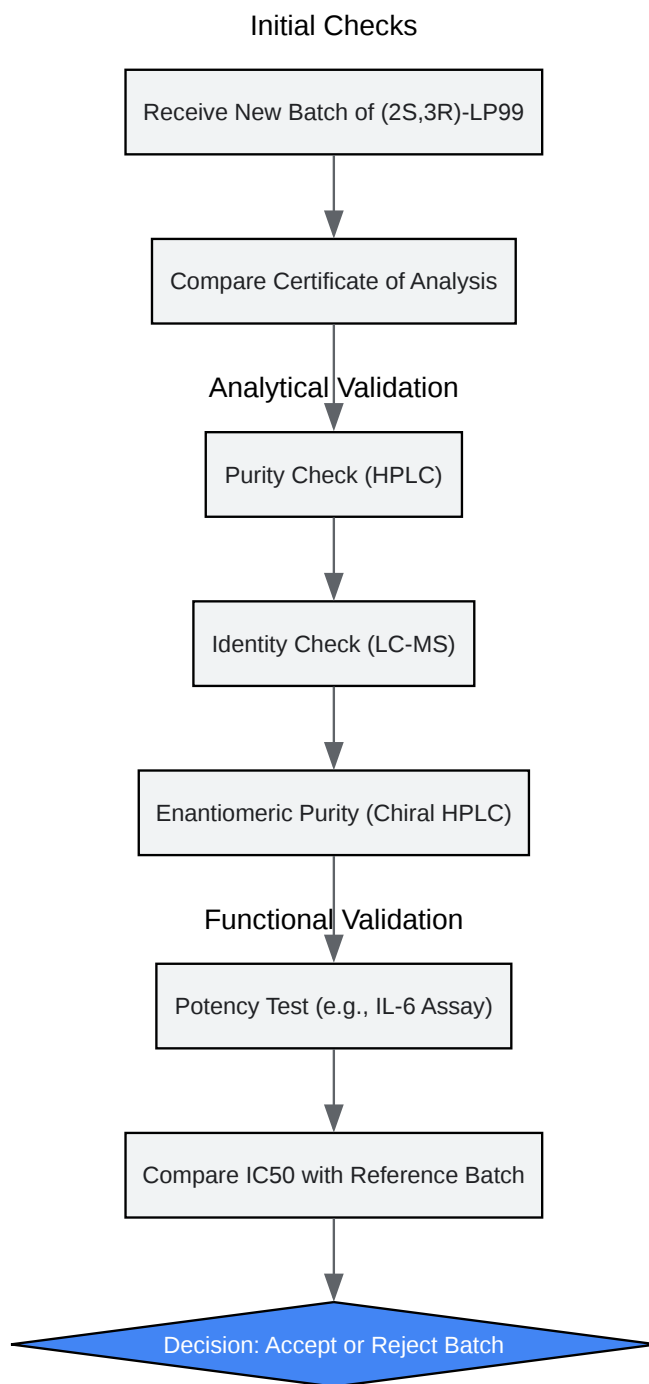 Initial Checks
Receive New Batch of (2S,3R)-LP99
Compare Certificate of Analysis
Analytical Validation
Purity Check (HPLC)
Identity Check (LC-MS)
Enantiomeric Purity (Chiral HPLC)
Functional Validation
Potency Test (e.g., IL-6 Assay)
Compare IC50 with Reference Batch
Decision: Accept or Reject Batch